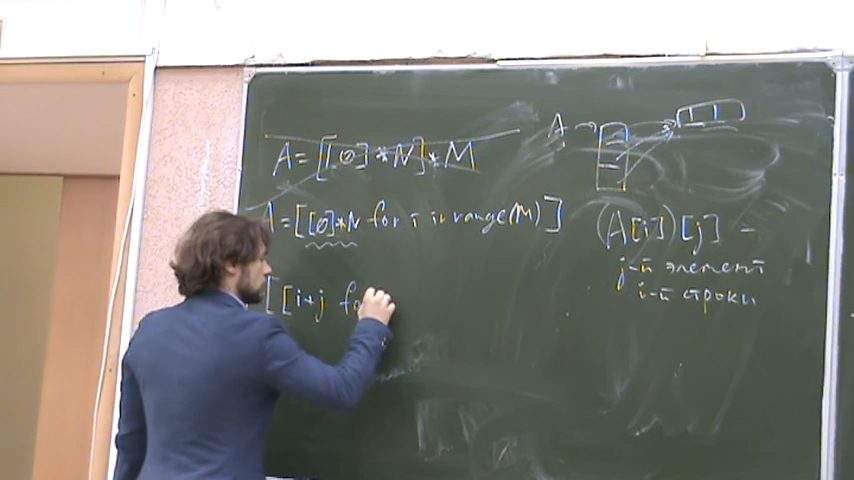 A = [[0]*N]*M
A = [[0]*N for i in range(M)]
[[i+j fo
A →
(A[i])[j] -
j-й элемент
i-й строки